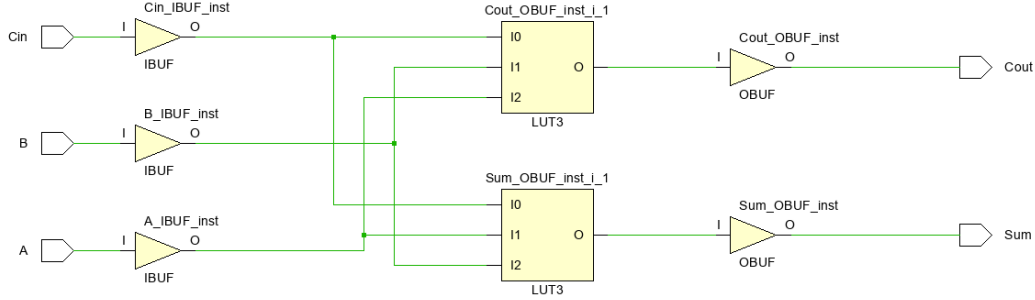 Cin_IBUF_inst
Cin
I
O
IBUF
B_IBUF_inst
B
I
O
IBUF
A_IBUF_inst
A
I
O
IBUF
Cout_OBUF_inst_i_1
I0
I1
I2
O
LUT3
Cout_OBUF_inst
I
O
OBUF
Cout
Sum_OBUF_inst_i_1
I0
I1
I2
O
LUT3
Sum_OBUF_inst
I
O
OBUF
Sum